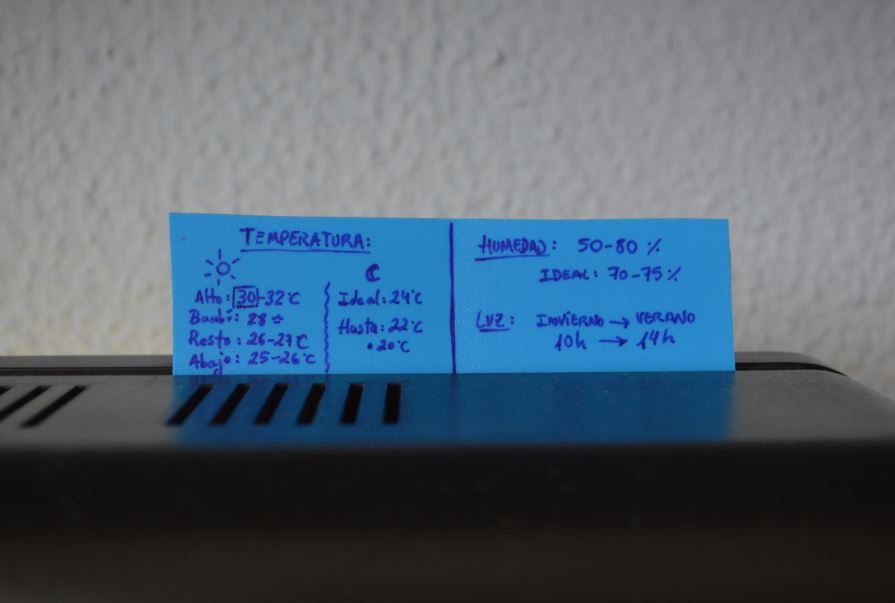 TEMPERATURA:
Alto: 30-32°C
Bambú: 28
Resto: 26-27°C
Abajo: 25-26°C
Ideal: 24°C
Hasta: 22°C
• 20°C
HUMEDAD: 50-80 %
IDEAL: 70-75%
LUZ: INVIERNO → VERANO
10h → 14h